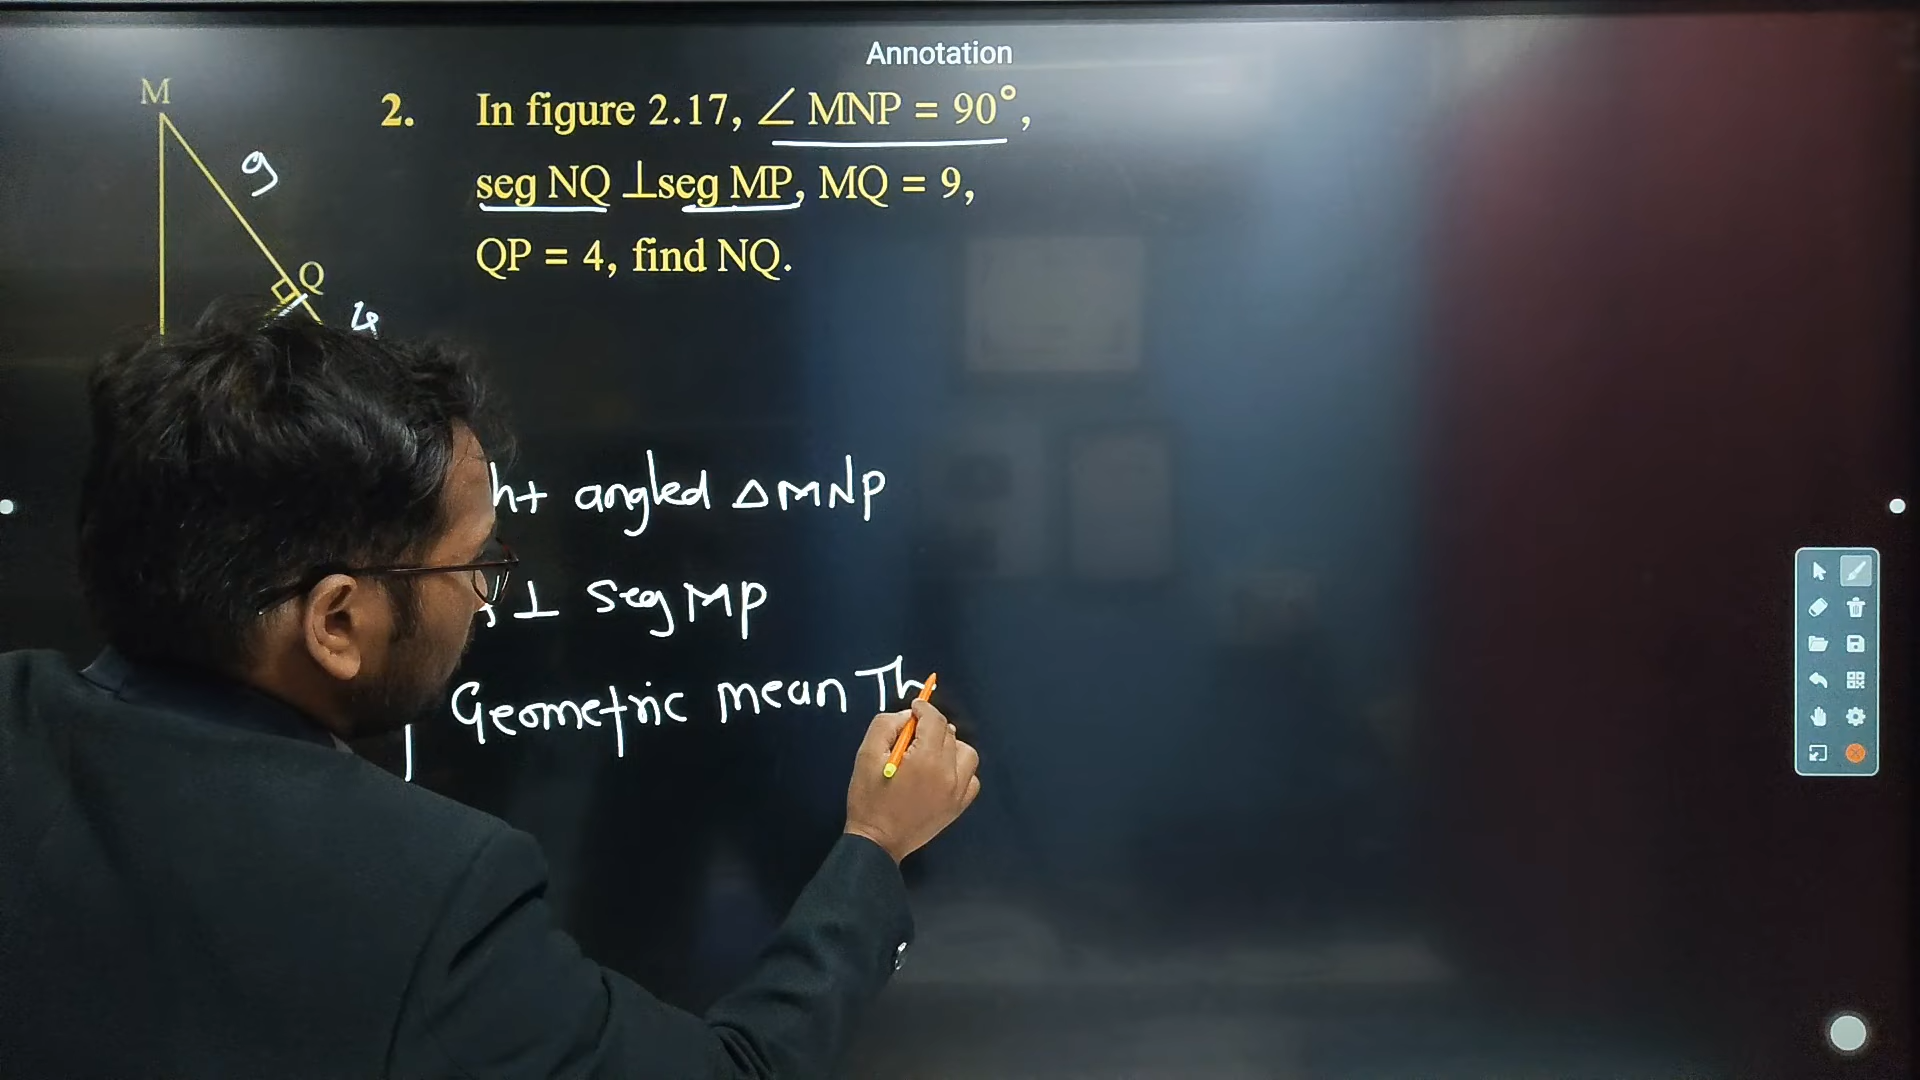 Annotation
M
2. In figure 2.17, ∠ MNP = 90°,
9
seg NQ ⊥seg MP, MQ = 9,
QP = 4, find NQ.
Q
4
ht angled △MNP
⊥ seg MP
Geometric mean Th